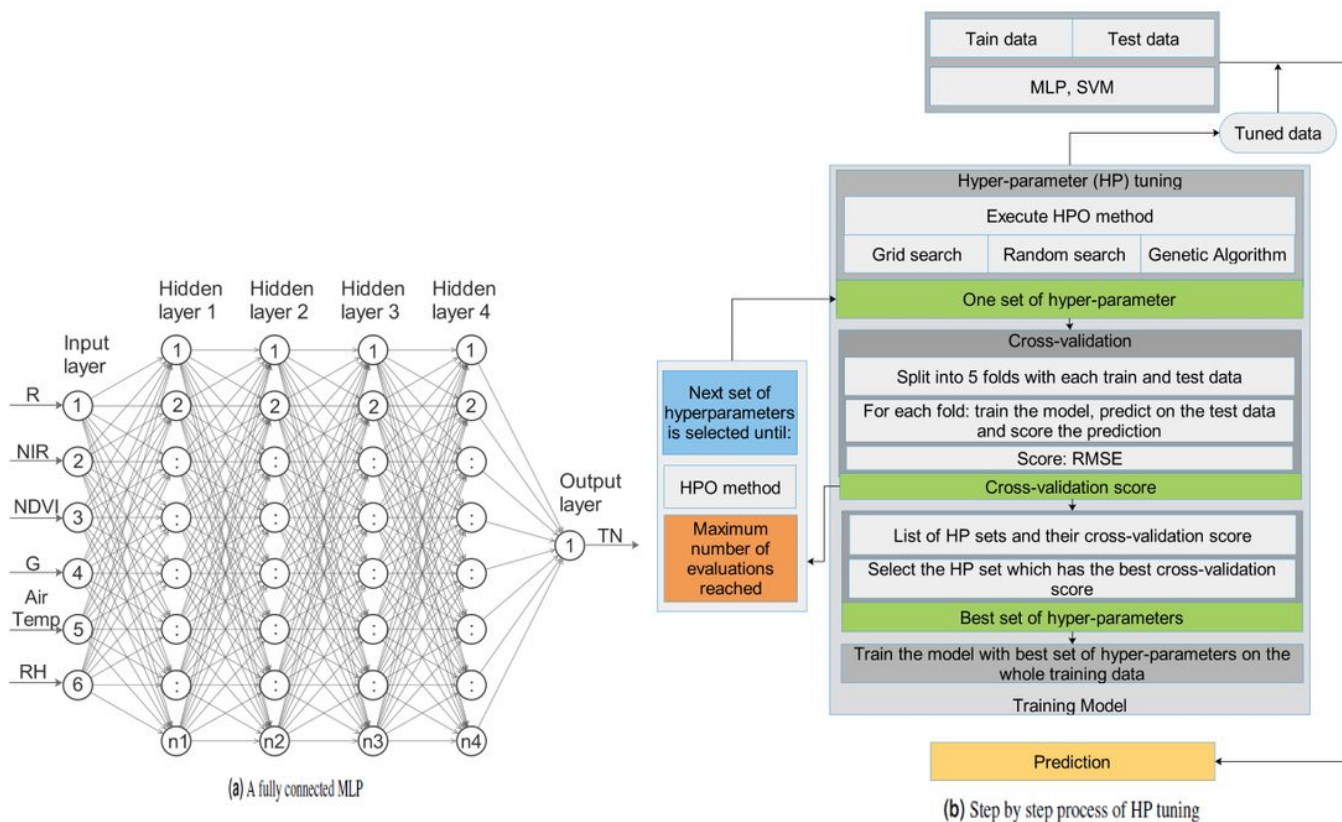 Hidden
layer 1
Hidden
layer 2
Hidden
layer 3
Hidden
layer 4
Input
layer
R
NIR
NDVI
G
Air
Temp
RH
1
2
3
4
5
6
1
2
:
:
:
:
:
n1
1
2
:
:
:
:
:
n2
1
2
:
:
:
:
:
n3
1
2
:
:
:
:
:
n4
Output
layer
1
TN
(a) A fully connected MLP
Tain data
Test data
MLP, SVM
Tuned data
Hyper-parameter (HP) tuning
Execute HPO method
Grid search
Random search
Genetic Algorithm
One set of hyper-parameter
Cross-validation
Split into 5 folds with each train and test data
For each fold: train the model, predict on the test data
and score the prediction
Score: RMSE
Cross-validation score
List of HP sets and their cross-validation score
Select the HP set which has the best cross-validation
score
Best set of hyper-parameters
Train the model with best set of hyper-parameters on the
whole training data
Training Model
Next set of
hyperparameters
is selected until:
HPO method
Maximum
number of
evaluations
reached
Prediction
(b) Step by step process of HP tuning